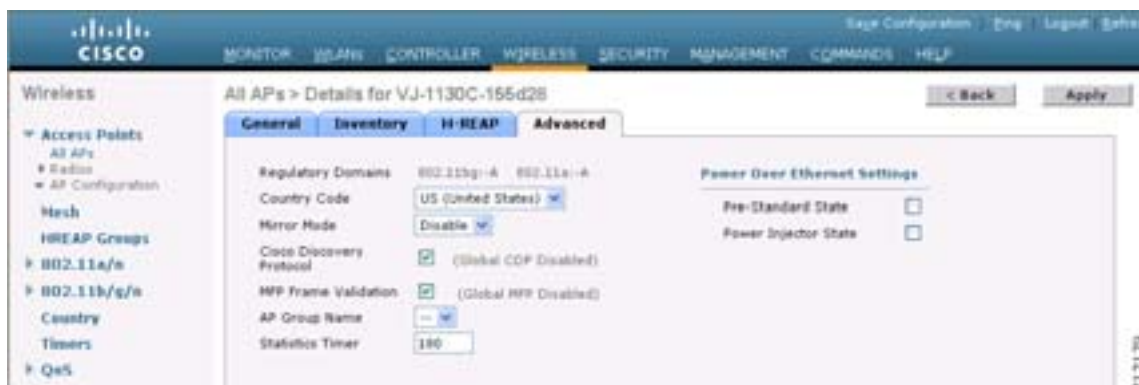 Save Configuration Ping Logout Refre
CISCO
MONITOR WLANs CONTROLLER WIRELESS SECURITY MANAGEMENT COMMANDS HELP
Wireless
All APs > Details for VJ-1130C-155d28
< Back
Apply
General Inventory H-REAP Advanced
Access Points
All APs
Radios
AP Configuration
Mesh
HREAP Groups
802.11a/n
802.11b/g/n
Country
Timers
QoS
Regulatory Domains 802.11bg:-A 802.11a:-A
Country Code US (United States)
Mirror Mode Disable
Cisco Discovery Protocol (Global CDP Disabled)
MFP Frame Validation (Global MFP Disabled)
AP Group Name --
Statistics Timer 180
Power Over Ethernet Settings
Pre-Standard State
Power Injector State